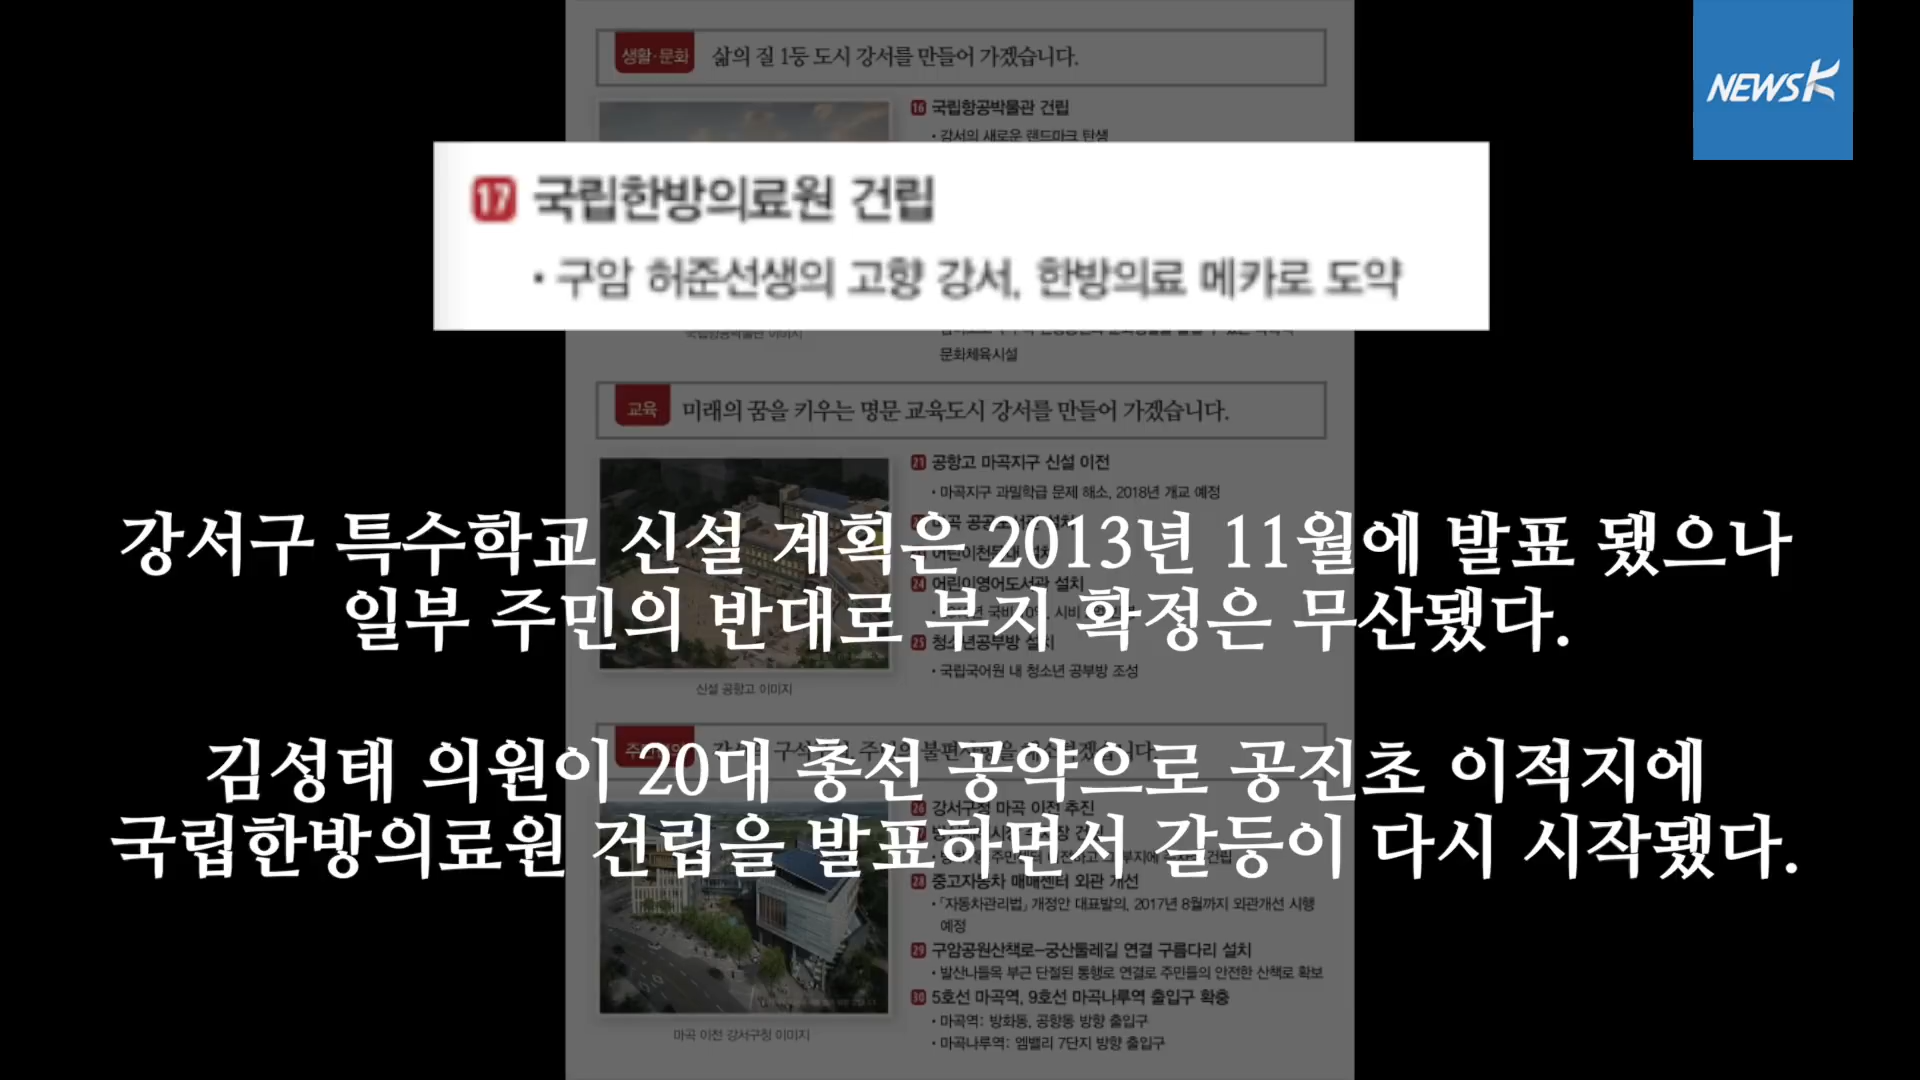 NEWSK
생활·문화 삶의 질 1등 도시 강서를 만들어 가겠습니다.
16 국립항공박물관 건립
• 강서의 새로운 랜드마크 탄생
17 국립한방의료원 건립
• 구암 허준선생의 고향 강서, 한방의료 메카로 도약
국립항공박물관 이미지
문화체육시설
교육 미래의 꿈을 키우는 명문 교육도시 강서를 만들어 가겠습니다.
21 공항고 마곡지구 신설 이전
• 마곡지구 과밀학급 문제 해소, 2018년 개교 예정
강서구 특수학교 신설 계획은 2013년 11월에 발표 됐으나
24 어린이영어도서관 설치
일부 주민의 반대로 부지 확정은 무산됐다.
25 청소년공부방 설치
• 국립국어원 내 청소년 공부방 조성
신설 공항고 이미지
김성태 의원이 20대 총선 공약으로 공진초 이적지에
26 강서구청 마곡 이전 추진
국립한방의료원 건립을 발표하면서 갈등이 다시 시작됐다.
28 중고자동차 매매센터 외관 개선
• 「자동차관리법」 개정안 대표발의, 2017년 8월까지 외관개선 시행
예정
29 구암공원산책로–궁산둘레길 연결 구름다리 설치
• 발산나들목 부근 단절된 통행로 연결로 주민들의 안전한 산책로 확보
30 5호선 마곡역, 9호선 마곡나루역 출입구 확충
• 마곡역: 방화동, 공항동 방향 출입구
마곡 이전 강서구청 이미지
• 마곡나루역: 엠밸리 7단지 방향 출입구